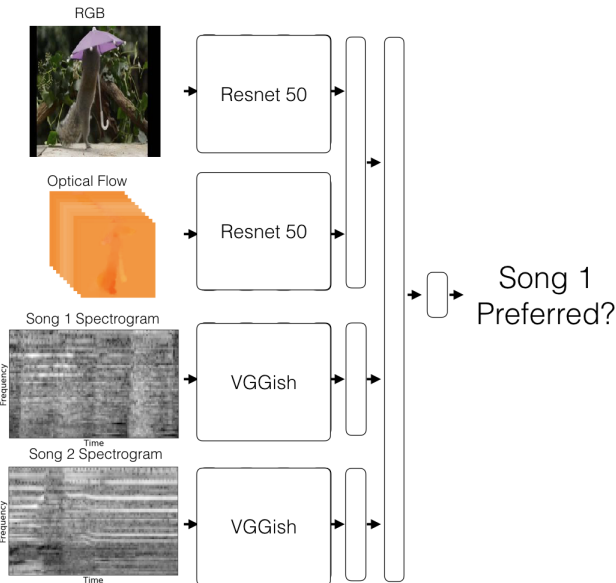 RGB
Resnet 50
Optical Flow
Resnet 50
Song 1
Preferred?
Song 1 Spectrogram
Frequency
VGGish
Time
Song 2 Spectrogram
Frequency
VGGish
Time